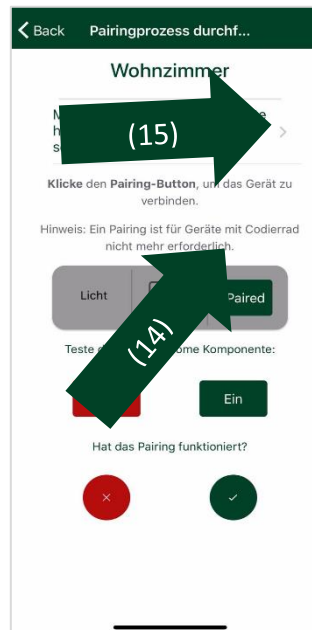 Back Pairingprozess durchf...
Wohnzimmer
(15)
Klicke den Pairing-Button, um das Gerät zu
verbinden.
Hinweis: Ein Pairing ist für Geräte mit Codierrad
nicht mehr erforderlich.
Licht Paired
(14)
Teste Komponente:
Ein
Hat das Pairing funktioniert?